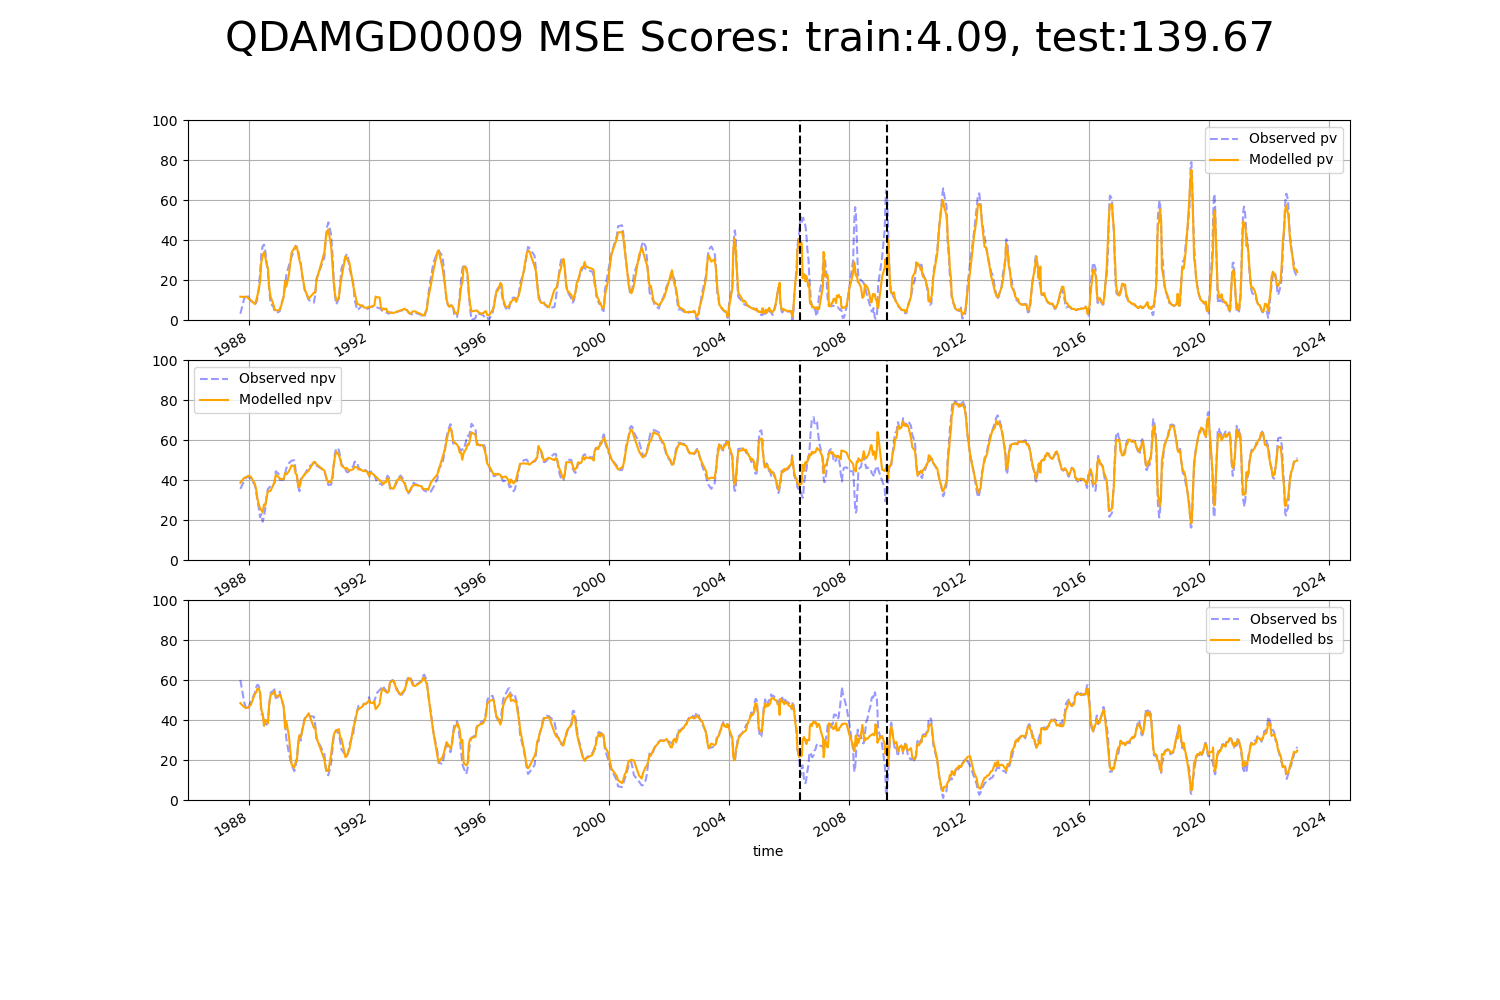 QDAMGD0009 MSE Scores: train:4.09, test:139.67
100
80
60
40
20
0
Observed pv
Modelled pv
1988 1992 1996 2000 2004 2008 2012 2016 2020 2024
100
80
60
40
20
0
Observed npv
Modelled npv
1988 1992 1996 2000 2004 2008 2012 2016 2020 2024
100
80
60
40
20
0
Observed bs
Modelled bs
1988 1992 1996 2000 2004 2008 2012 2016 2020 2024
time